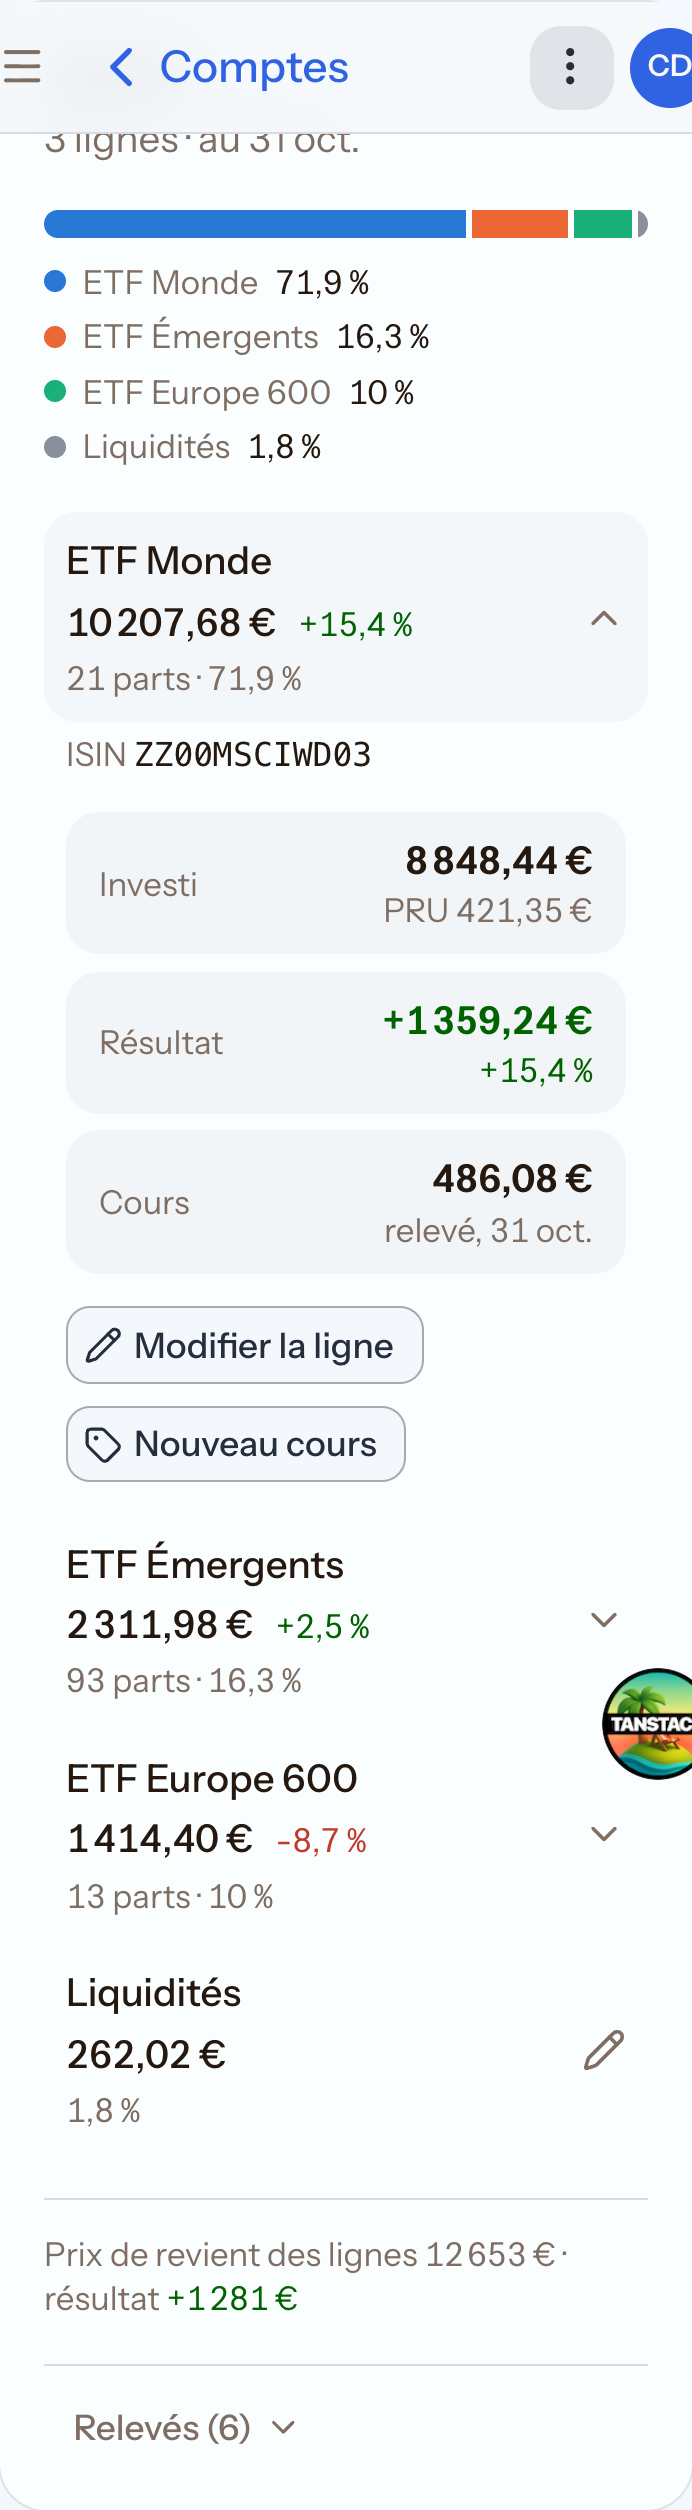 Comptes
CD
3 lignes · au 31 oct.
ETF Monde 71,9 %
ETF Émergents 16,3 %
ETF Europe 600 10 %
Liquidités 1,8 %
ETF Monde
10 207,68 € +15,4 %
21 parts · 71,9 %
ISIN ZZ00MSCIWD03
8 848,44 €
Investi
PRU 421,35 €
+1 359,24 €
Résultat
+15,4 %
486,08 €
Cours
relevé, 31 oct.
Modifier la ligne
Nouveau cours
ETF Émergents
2 311,98 € +2,5 %
93 parts · 16,3 %
TANSTAC
ETF Europe 600
1 414,40 € -8,7 %
13 parts · 10 %
Liquidités
262,02 €
1,8 %
Prix de revient des lignes 12 653 € ·
résultat +1 281 €
Relevés (6)